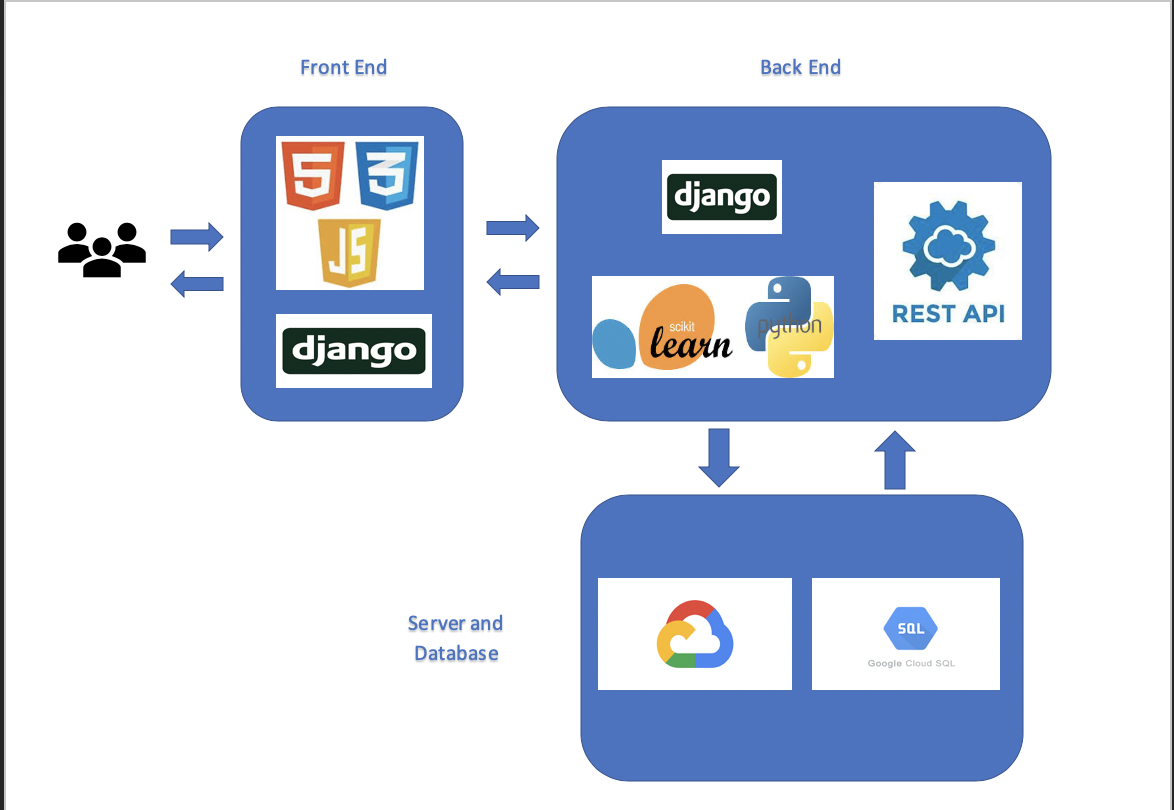 Front End
Back End
5
3
JS
django
django
scikit
learn
python
REST API
Server and
Database
SQL
Google Cloud SQL